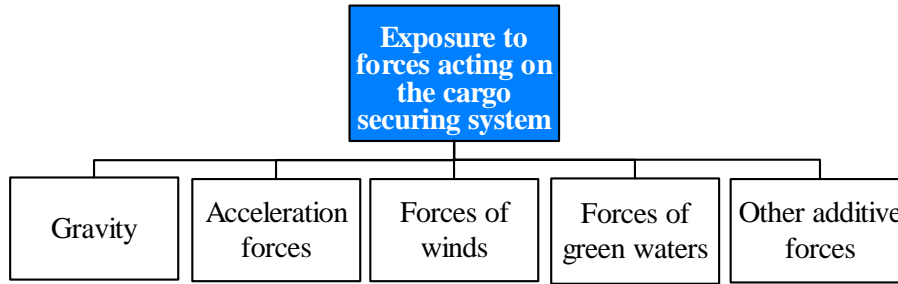 Exposure to
forces acting on
the cargo
securing system
Gravity
Acceleration
forces
Forces of
winds
Forces of
green waters
Other additive
forces